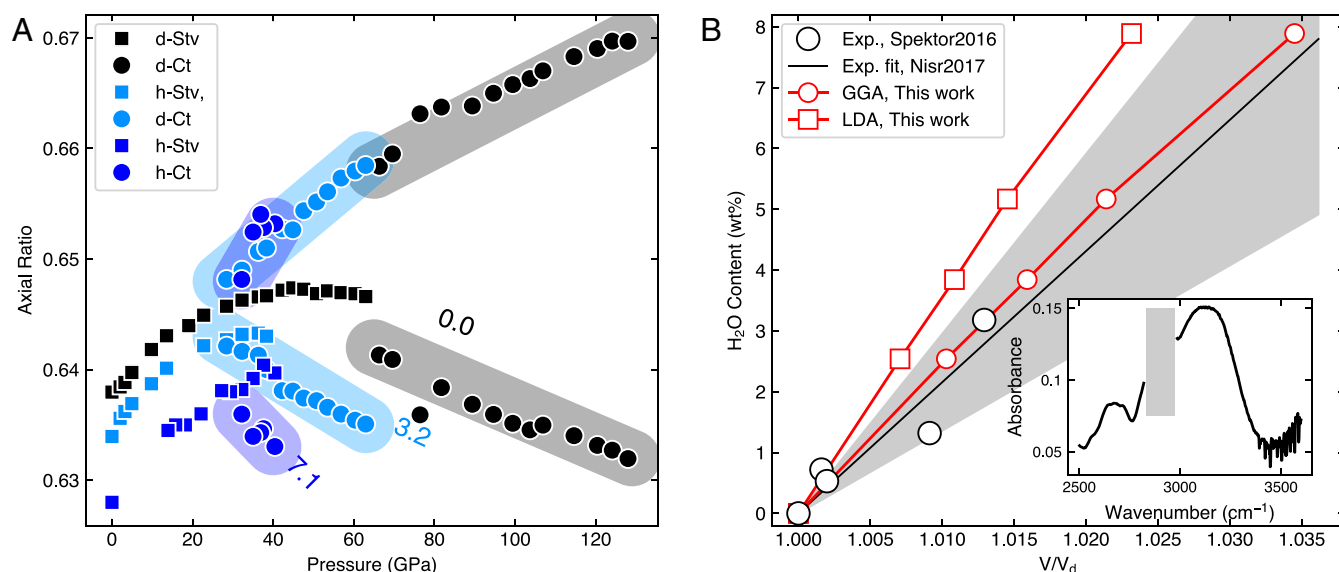 A
0.67
0.66
0.65
0.64
0.63
Axial Ratio
d-Stv
d-Ct
h-Stv,
d-Ct
h-Stv
h-Ct
0.0
3.2
7.1
0 20 40 60 80 100 120
Pressure (GPa)
B
8
7
6
5
4
3
2
1
0
H₂O Content (wt%)
Exp., Spektor2016
Exp. fit, Nisr2017
GGA, This work
LDA, This work
0.15
0.1
0.05
Absorbance
2500 3000 3500
Wavenumber (cm⁻¹)
1.000 1.005 1.010 1.015 1.020 1.025 1.030 1.035
V/V_d